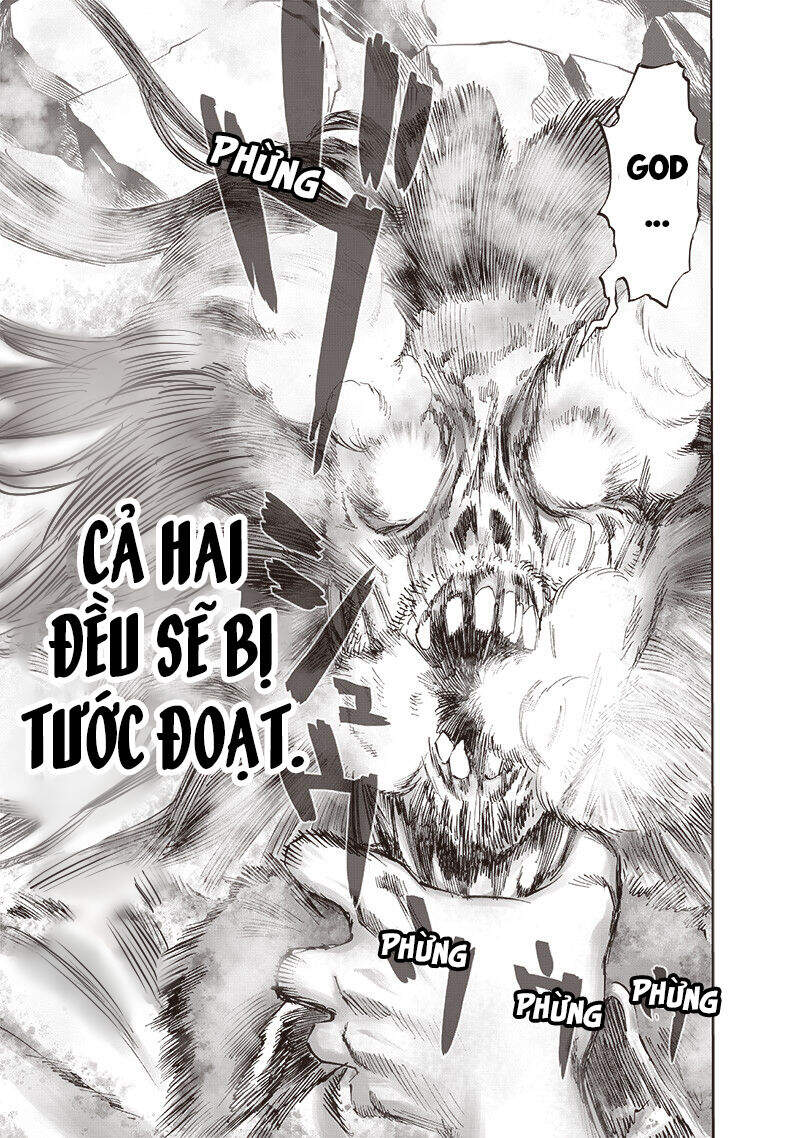 GOD
...
PHỪNG
CẢ HAI
ĐỀU SẼ BỊ
TƯỚC ĐOẠT.
PHỪNG
PHỪNG
PHỪNG